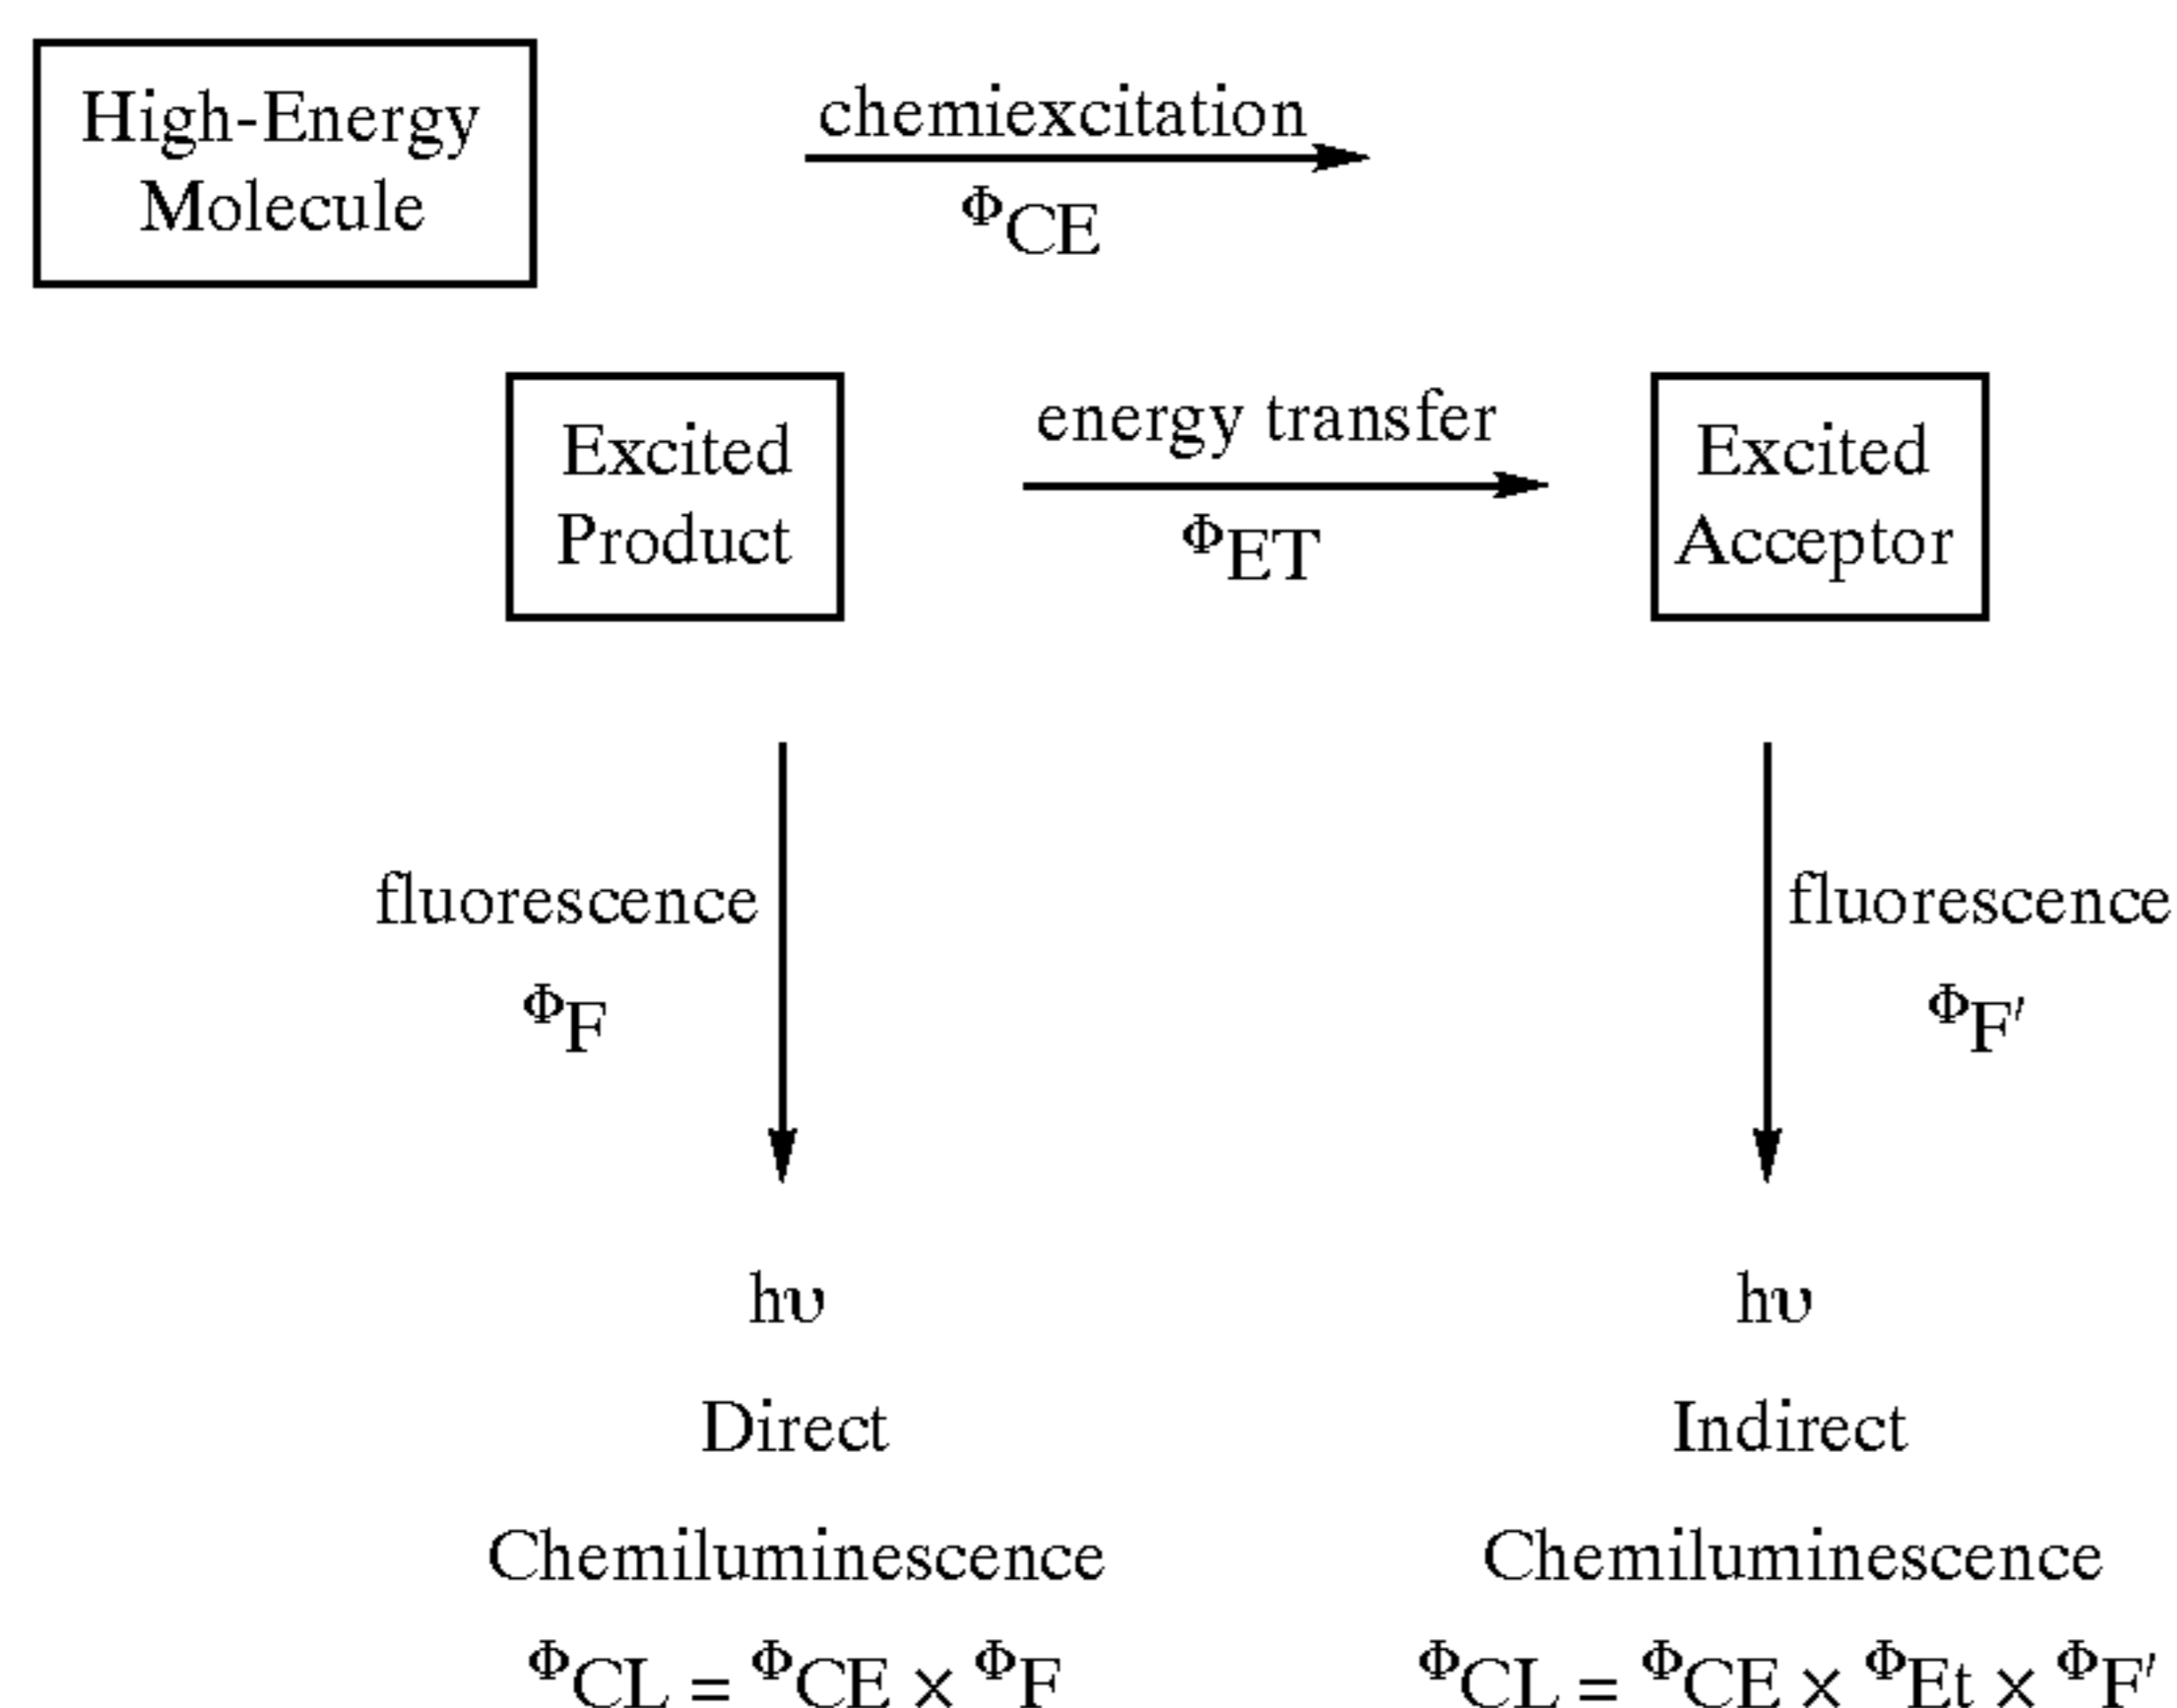 High-Energy
Molecule
chemiexcitation
ΦCE
Excited
Product
energy transfer
ΦET
Excited
Acceptor
fluorescence
ΦF
fluorescence
ΦF'
hυ
Direct
Chemiluminescence
ΦCL = ΦCE × ΦF
hυ
Indirect
Chemiluminescence
ΦCL = ΦCE × ΦEt × ΦF'